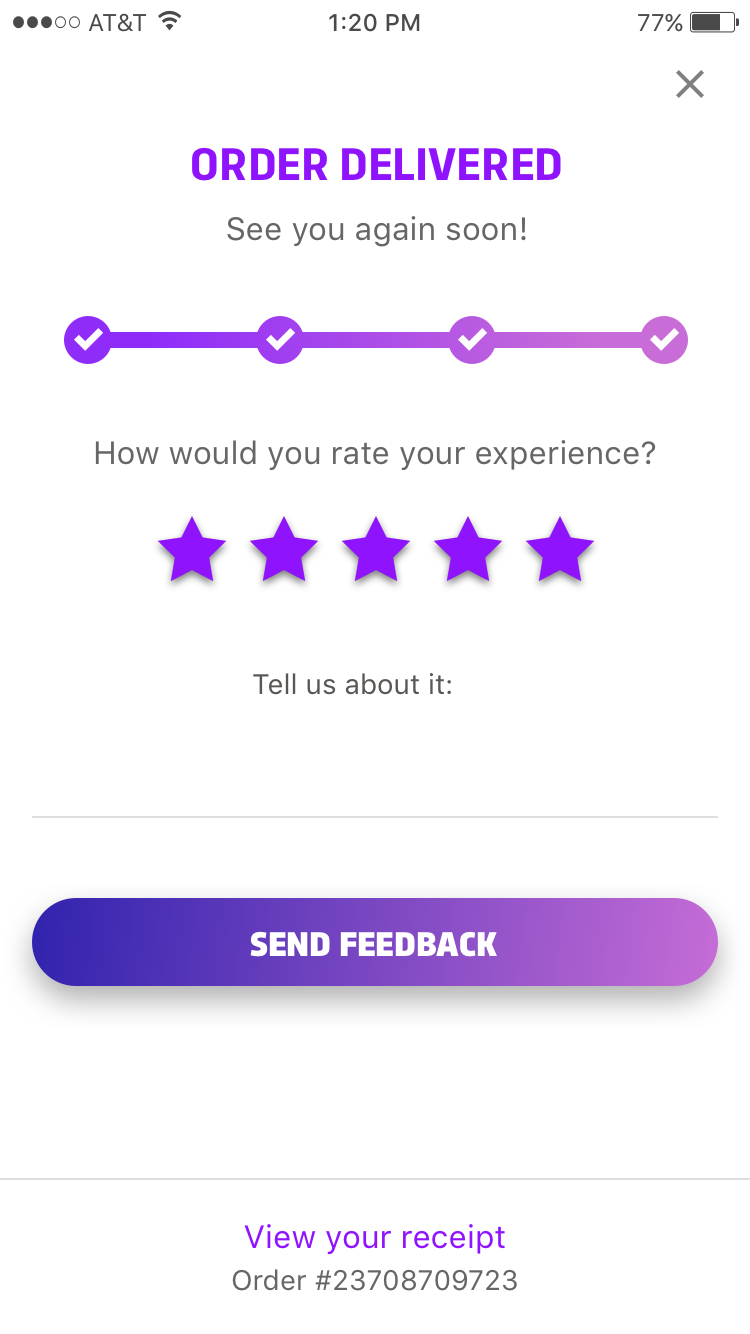 AT&T 1:20 PM 77%
ORDER DELIVERED
See you again soon!
How would you rate your experience?
Tell us about it:
SEND FEEDBACK
View your receipt
Order #23708709723